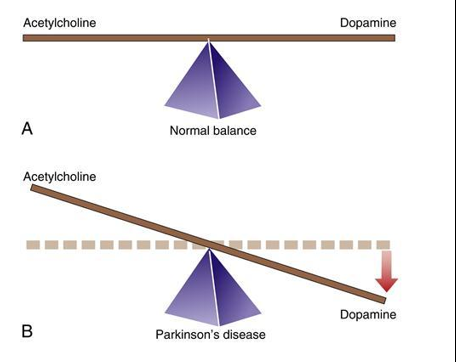 Acetylcholine Dopamine
A
Normal balance
Acetylcholine
B
Dopamine
Parkinson's disease